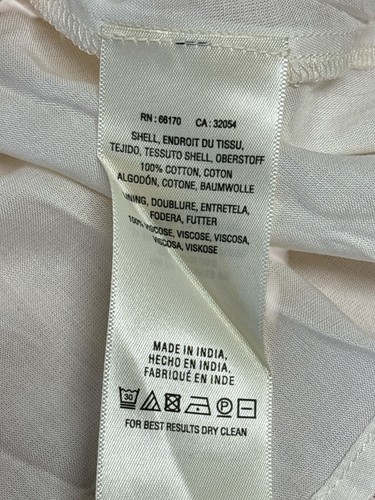 RN : 66170 CA : 32054
SHELL, ENDROIT DU TISSU,
TEJIDO, TESSUTO SHELL, OBERSTOFF
100% COTTON, COTON
ALGODÓN, COTONE, BAUMWOLLE
LINING, DOUBLURE, ENTRETELA,
FODERA, FUTTER
100% VISCOSE, VISCOSE, VISCOSA,
VISCOSA, VISKOSE
MADE IN INDIA,
HECHO EN INDIA,
FABRIQUÉ EN INDE
30 P
FOR BEST RESULTS DRY CLEAN